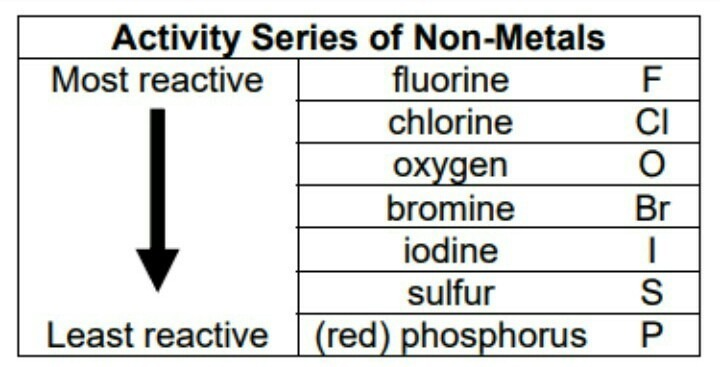 Activity Series of Non-Metals
Most reactive fluorine F
chlorine Cl
oxygen O
bromine Br
iodine I
sulfur S
Least reactive (red) phosphorus P